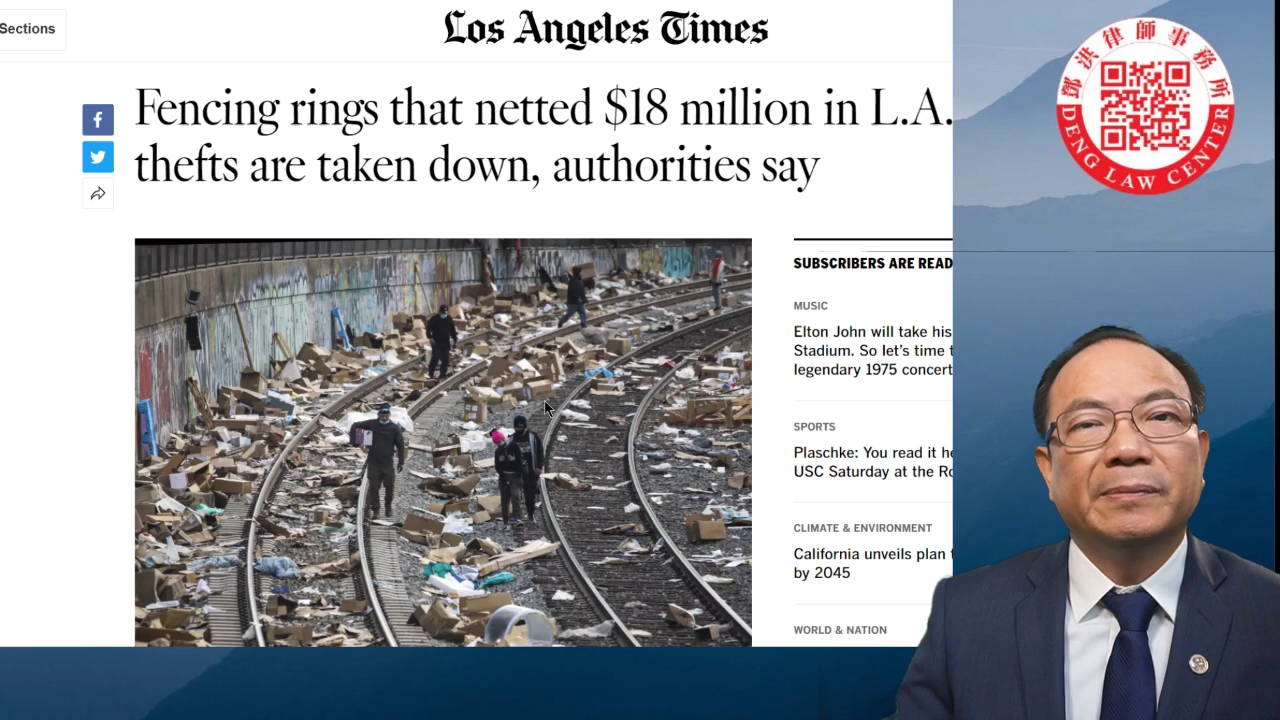 Sections
Los Angeles Times
Fencing rings that netted $18 million in L.A.
thefts are taken down, authorities say
SUBSCRIBERS ARE READ
MUSIC
Elton John will take his
Stadium. So let's time t
legendary 1975 concert
SPORTS
Plaschke: You read it he
USC Saturday at the Ro
CLIMATE & ENVIRONMENT
California unveils plan t
by 2045
WORLD & NATION
鄧洪律師事務所
DENG LAW CENTER